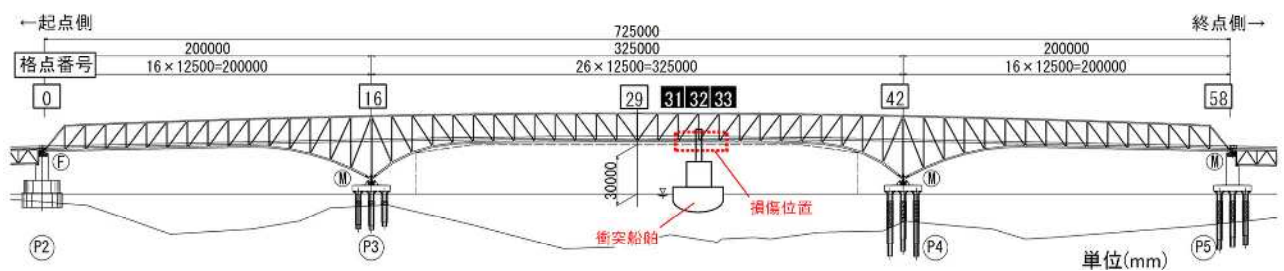 ←起点側
終点側→
725000
200000
325000
200000
格点番号
16×12500=200000
26×12500=325000
16×12500=200000
0
16
29
31
32
33
42
58
F
M
M
M
30000
損傷位置
衝突船舶
P2
P3
P4
P5
単位(mm)